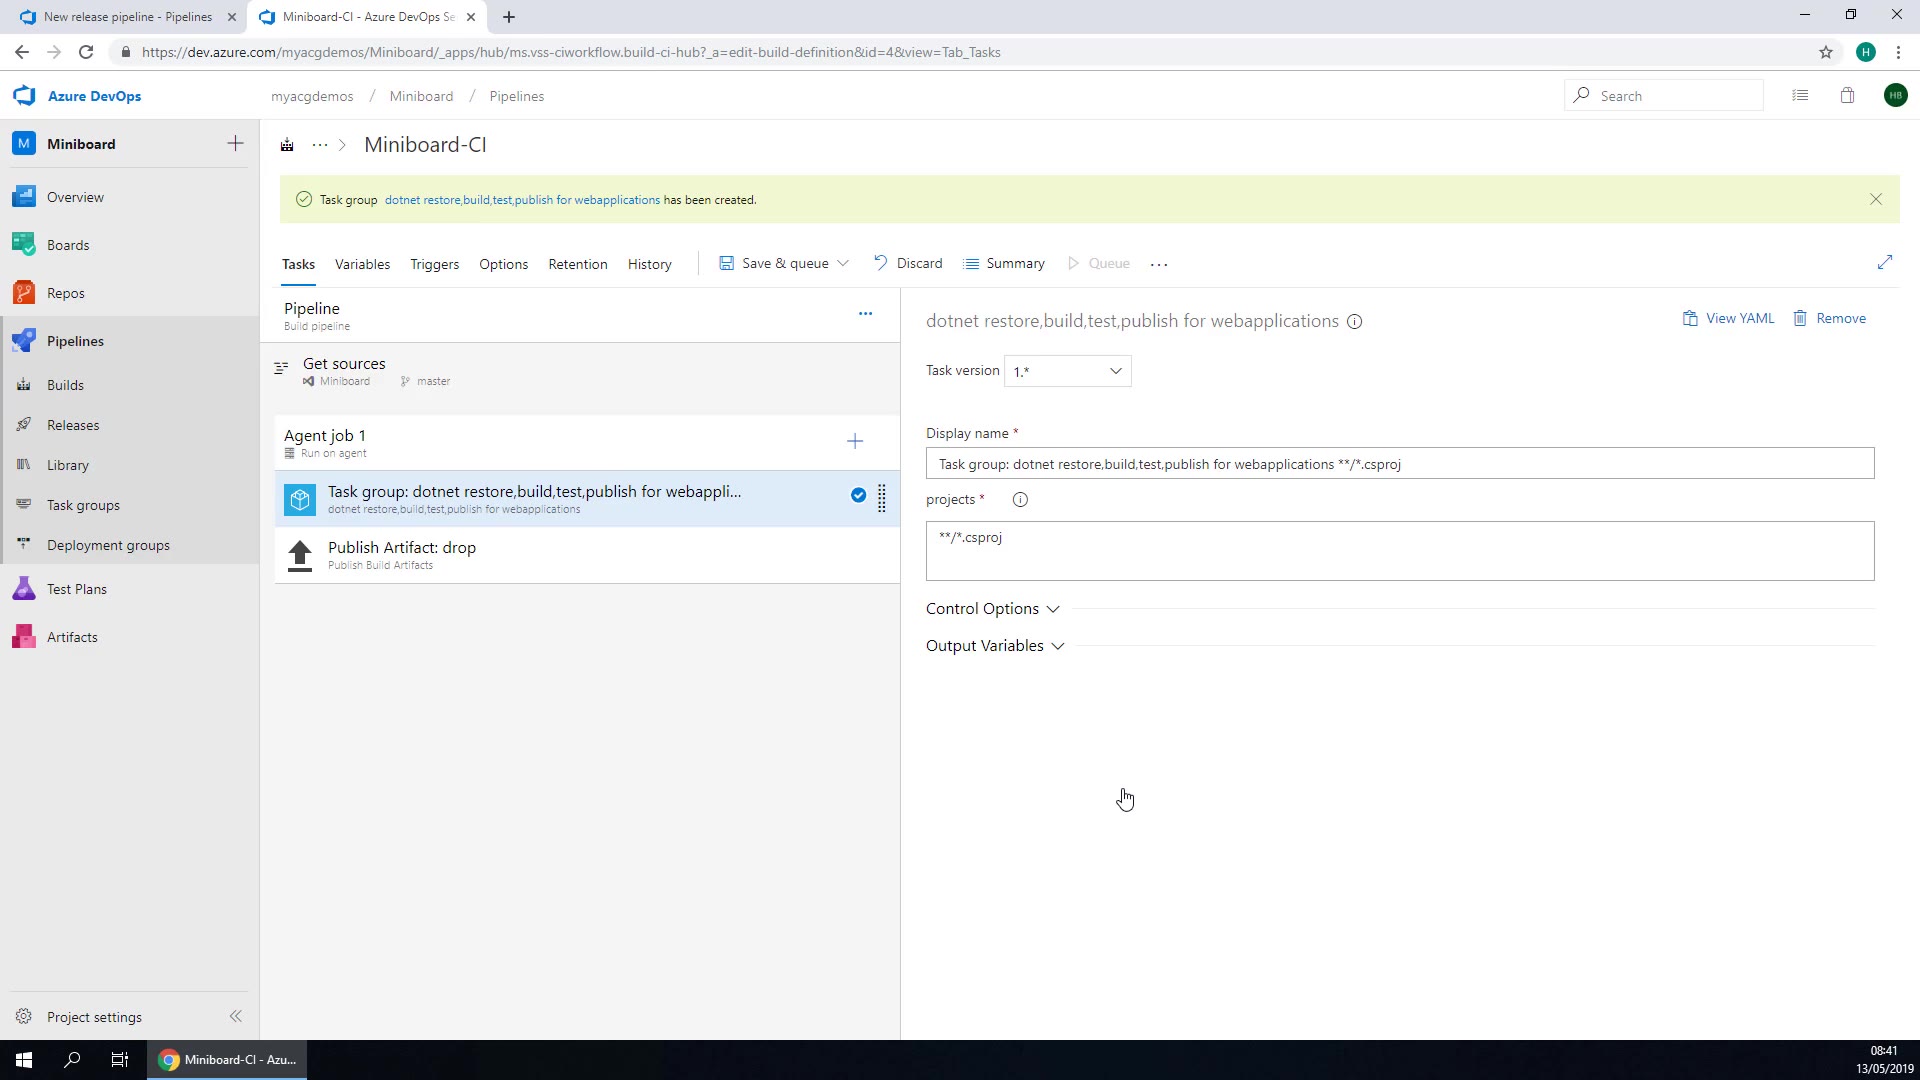 New release pipeline - Pipelines
Miniboard-CI - Azure DevOps Se
https://dev.azure.com/myacgdemos/Miniboard/_apps/hub/ms.vss-ciworkflow.build-ci-hub?_a=edit-build-definition&id=4&view=Tab_Tasks
H
Azure DevOps
myacgdemos / Miniboard / Pipelines
Search
HB
M Miniboard
Overview
Boards
Repos
Pipelines
Builds
Releases
Library
Task groups
Deployment groups
Test Plans
Artifacts
Project settings
··· > Miniboard-CI
Task group dotnet restore,build,test,publish for webapplications has been created.
Tasks Variables Triggers Options Retention History
Save & queue Discard Summary Queue ...
Pipeline
Build pipeline
...
Get sources
Miniboard master
Agent job 1
Run on agent
Task group: dotnet restore,build,test,publish for webappli...
dotnet restore,build,test,publish for webapplications
Publish Artifact: drop
Publish Build Artifacts
dotnet restore,build,test,publish for webapplications
View YAML Remove
Task version 1.*
Display name *
Task group: dotnet restore,build,test,publish for webapplications **/*.csproj
projects *
**/*.csproj
Control Options
Output Variables
Miniboard-CI - Azu...
08:41
13/05/2019